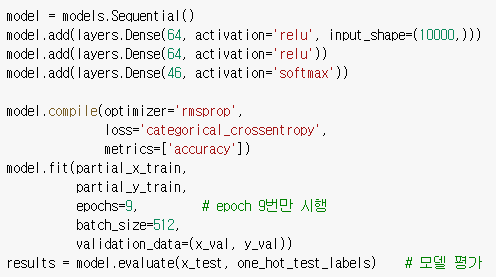 model = models.Sequential()
model.add(layers.Dense(64, activation='relu', input_shape=(10000,)))
model.add(layers.Dense(64, activation='relu'))
model.add(layers.Dense(46, activation='softmax'))

model.compile(optimizer='rmsprop',
              loss='categorical_crossentropy',
              metrics=['accuracy'])
model.fit(partial_x_train,
          partial_y_train,
          epochs=9,         # epoch 9번만 시행
          batch_size=512,
          validation_data=(x_val, y_val))
results = model.evaluate(x_test, one_hot_test_labels)    # 모델 평가